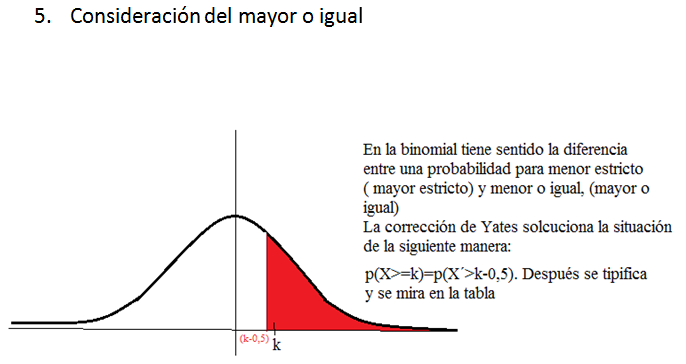 5. Consideración del mayor o igual
En la binomial tiene sentido la diferencia
entre una probabilidad para menor estricto
( mayor estricto) y menor o igual, (mayor o
igual)
La corrección de Yates solcuciona la situación
de la siguiente manera:
p(X>=k)=p(X´>k-0,5). Después se tipifica
y se mira en la tabla
(k-0,5)
k